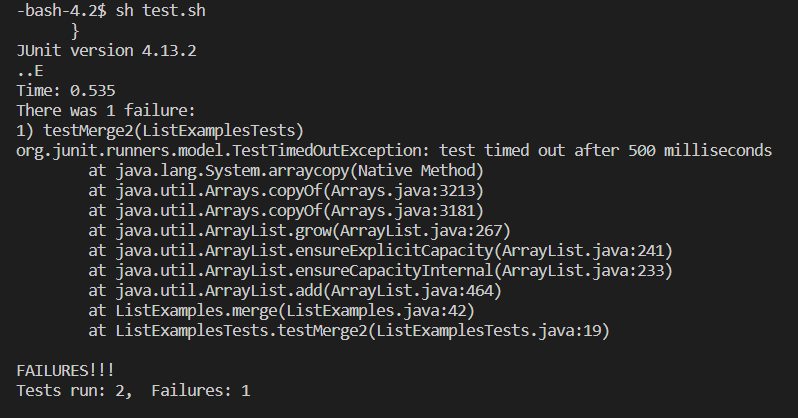 -bash-4.2$ sh test.sh
}
JUnit version 4.13.2
..E
Time: 0.535
There was 1 failure:
1) testMerge2(ListExamplesTests)
org.junit.runners.model.TestTimedOutException: test timed out after 500 milliseconds
at java.lang.System.arraycopy(Native Method)
at java.util.Arrays.copyOf(Arrays.java:3213)
at java.util.Arrays.copyOf(Arrays.java:3181)
at java.util.ArrayList.grow(ArrayList.java:267)
at java.util.ArrayList.ensureExplicitCapacity(ArrayList.java:241)
at java.util.ArrayList.ensureCapacityInternal(ArrayList.java:233)
at java.util.ArrayList.add(ArrayList.java:464)
at ListExamples.merge(ListExamples.java:42)
at ListExamplesTests.testMerge2(ListExamplesTests.java:19)
FAILURES!!!
Tests run: 2,  Failures: 1